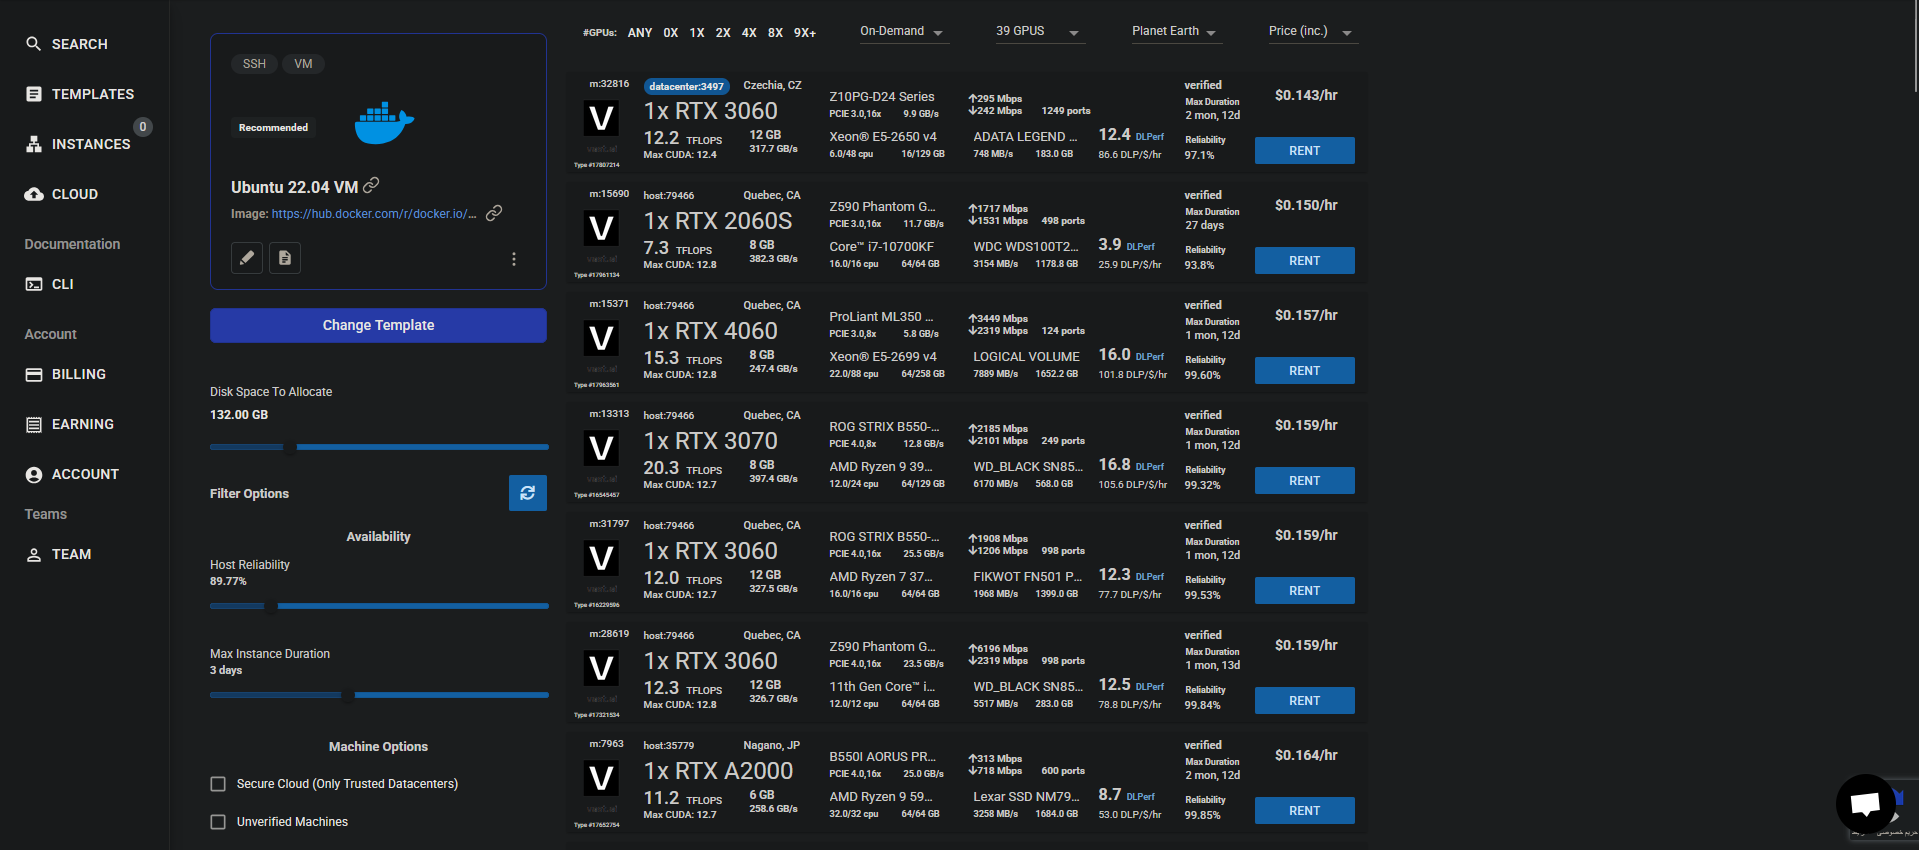 SEARCH
TEMPLATES
0
INSTANCES
CLOUD
Documentation
CLI
Account
BILLING
EARNING
ACCOUNT
Teams
TEAM
SSH VM
Recommended
Ubuntu 22.04 VM
Image: https://hub.docker.com/r/docker.io/...
Change Template
Disk Space To Allocate
132.00 GB
Filter Options
Availability
Host Reliability
89.77%
Max Instance Duration
3 days
Machine Options
Secure Cloud (Only Trusted Datacenters)
Unverified Machines
#GPUs: ANY 0X 1X 2X 4X 8X 9X+ On-Demand 39 GPUS Planet Earth Price (inc.)
m:32816 datacenter:3497 Czechia, CZ
1x RTX 3060
12.2 TFLOPS 12 GB
Max CUDA: 12.4 317.7 GB/s
Type #17807214
Z10PG-D24 Series
PCIE 3.0,16x 9.9 GB/s
Xeon® E5-2650 v4
6.0/48 cpu 16/129 GB
↑295 Mbps
↓242 Mbps 1249 ports
ADATA LEGEND ...
748 MB/s 183.0 GB
12.4 DLPerf
86.6 DLP/$/hr
verified
Max Duration
2 mon, 12d
Reliability
97.1%
$0.143/hr
RENT
m:15690 host:79466 Quebec, CA
1x RTX 2060S
7.3 TFLOPS 8 GB
Max CUDA: 12.8 382.3 GB/s
Type #17961134
Z590 Phantom G...
PCIE 3.0,16x 11.7 GB/s
Core™ i7-10700KF
16.0/16 cpu 64/64 GB
↑1717 Mbps
↓1531 Mbps 498 ports
WDC WDS100T2...
3154 MB/s 1178.8 GB
3.9 DLPerf
25.9 DLP/$/hr
verified
Max Duration
27 days
Reliability
93.8%
$0.150/hr
RENT
m:15371 host:79466 Quebec, CA
1x RTX 4060
15.3 TFLOPS 8 GB
Max CUDA: 12.8 247.4 GB/s
Type #17963561
ProLiant ML350 ...
PCIE 3.0,8x 5.8 GB/s
Xeon® E5-2699 v4
22.0/88 cpu 64/258 GB
↑3449 Mbps
↓2319 Mbps 124 ports
LOGICAL VOLUME
7889 MB/s 1652.2 GB
16.0 DLPerf
101.8 DLP/$/hr
verified
Max Duration
1 mon, 12d
Reliability
99.60%
$0.157/hr
RENT
m:13313 host:79466 Quebec, CA
1x RTX 3070
20.3 TFLOPS 8 GB
Max CUDA: 12.7 397.4 GB/s
Type #16545457
ROG STRIX B550-...
PCIE 4.0,8x 12.8 GB/s
AMD Ryzen 9 39...
12.0/24 cpu 64/129 GB
↑2185 Mbps
↓2101 Mbps 249 ports
WD_BLACK SN85...
6170 MB/s 568.0 GB
16.8 DLPerf
105.6 DLP/$/hr
verified
Max Duration
1 mon, 12d
Reliability
99.32%
$0.159/hr
RENT
m:31797 host:79466 Quebec, CA
1x RTX 3060
12.0 TFLOPS 12 GB
Max CUDA: 12.7 327.5 GB/s
Type #16229596
ROG STRIX B550-...
PCIE 4.0,16x 25.5 GB/s
AMD Ryzen 7 37...
16.0/16 cpu 64/64 GB
↑1908 Mbps
↓1206 Mbps 998 ports
FIKWOT FN501 P...
1968 MB/s 1399.0 GB
12.3 DLPerf
77.7 DLP/$/hr
verified
Max Duration
1 mon, 12d
Reliability
99.53%
$0.159/hr
RENT
m:28619 host:79466 Quebec, CA
1x RTX 3060
12.3 TFLOPS 12 GB
Max CUDA: 12.8 326.7 GB/s
Type #17321534
Z590 Phantom G...
PCIE 4.0,16x 23.5 GB/s
11th Gen Core™ i...
12.0/12 cpu 64/64 GB
↑6196 Mbps
↓2319 Mbps 998 ports
WD_BLACK SN85...
5517 MB/s 283.0 GB
12.5 DLPerf
78.8 DLP/$/hr
verified
Max Duration
1 mon, 13d
Reliability
99.84%
$0.159/hr
RENT
m:7963 host:35779 Nagano, JP
1x RTX A2000
11.2 TFLOPS 6 GB
Max CUDA: 12.7 258.6 GB/s
Type #17652754
B550I AORUS PR...
PCIE 4.0,16x 25.0 GB/s
AMD Ryzen 9 59...
32.0/32 cpu 64/64 GB
↑313 Mbps
↓718 Mbps 600 ports
Lexar SSD NM79...
3258 MB/s 1684.0 GB
8.7 DLPerf
53.0 DLP/$/hr
verified
Max Duration
2 mon, 12d
Reliability
99.85%
$0.164/hr
RENT
حریم خصوصی